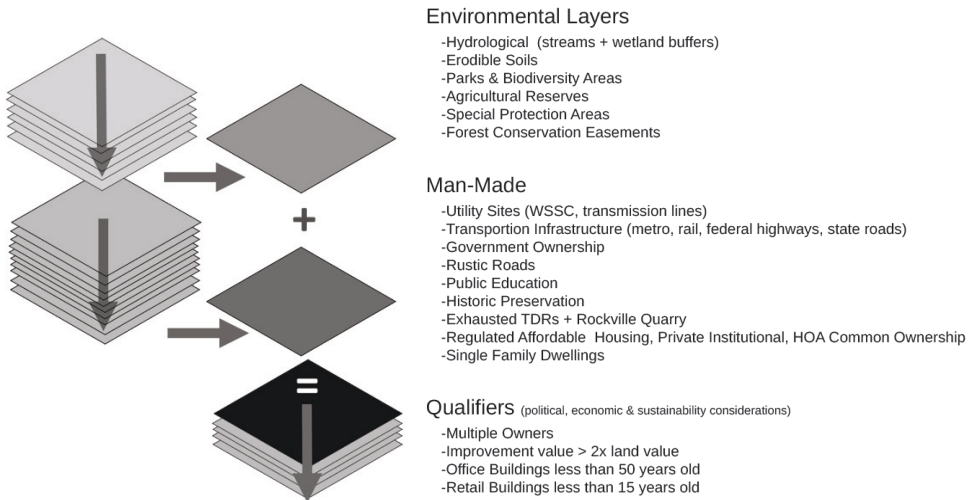 Environmental Layers
-Hydrological (streams + wetland buffers)
-Erodible Soils
-Parks & Biodiversity Areas
-Agricultural Reserves
-Special Protection Areas
-Forest Conservation Easements
+
Man-Made
-Utility Sites (WSSC, transmission lines)
-Transportion Infrastructure (metro, rail, federal highways, state roads)
-Government Ownership
-Rustic Roads
-Public Education
-Historic Preservation
-Exhausted TDRs + Rockville Quarry
-Regulated Affordable Housing, Private Institutional, HOA Common Ownership
-Single Family Dwellings
=
Qualifiers (political, economic & sustainability considerations)
-Multiple Owners
-Improvement value > 2x land value
-Office Buildings less than 50 years old
-Retail Buildings less than 15 years old